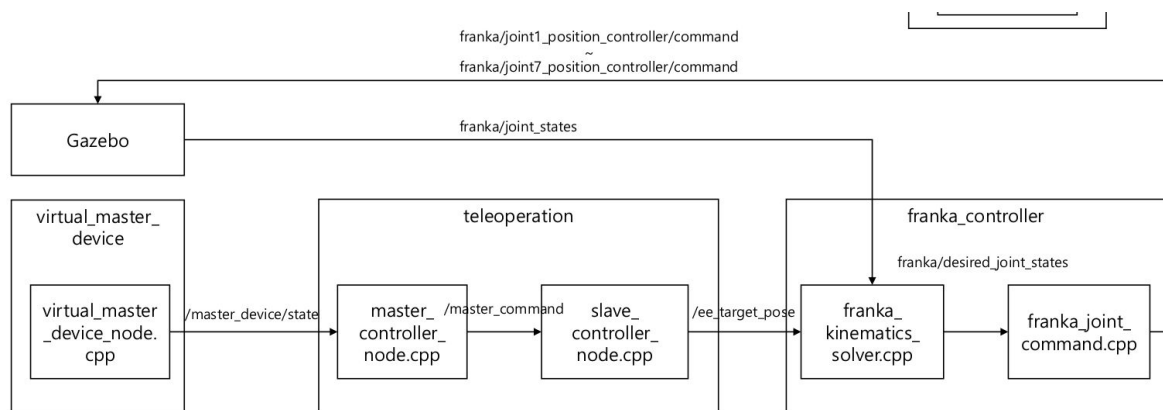 franka/joint1_position_controller/command
~
franka/joint7_position_controller/command
Gazebo
franka/joint_states
virtual_master_
device
teleoperation
franka_controller
franka/desired_joint_states
virtual_master
_device_node.
cpp
/master_device/state
master_
controller_
node.cpp
/master_command
slave_
controller_
node.cpp
/ee_target_pose
franka_
kinematics_
solver.cpp
franka_joint_
command.cpp